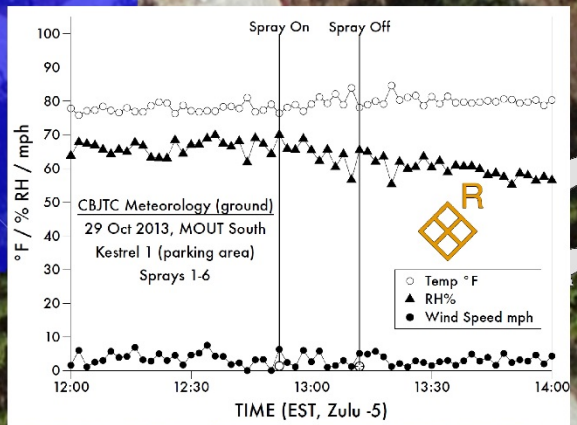 Spray On Spray Off
100
90
80
70
60
50
40
30
20
10
0
°F / % RH / mph
CBJTC Meteorology (ground)
29 Oct 2013, MOUT South
Kestrel 1 (parking area)
Sprays 1-6
R
Temp °F
RH%
Wind Speed mph
12:00 12:30 13:00 13:30 14:00
TIME (EST, Zulu -5)